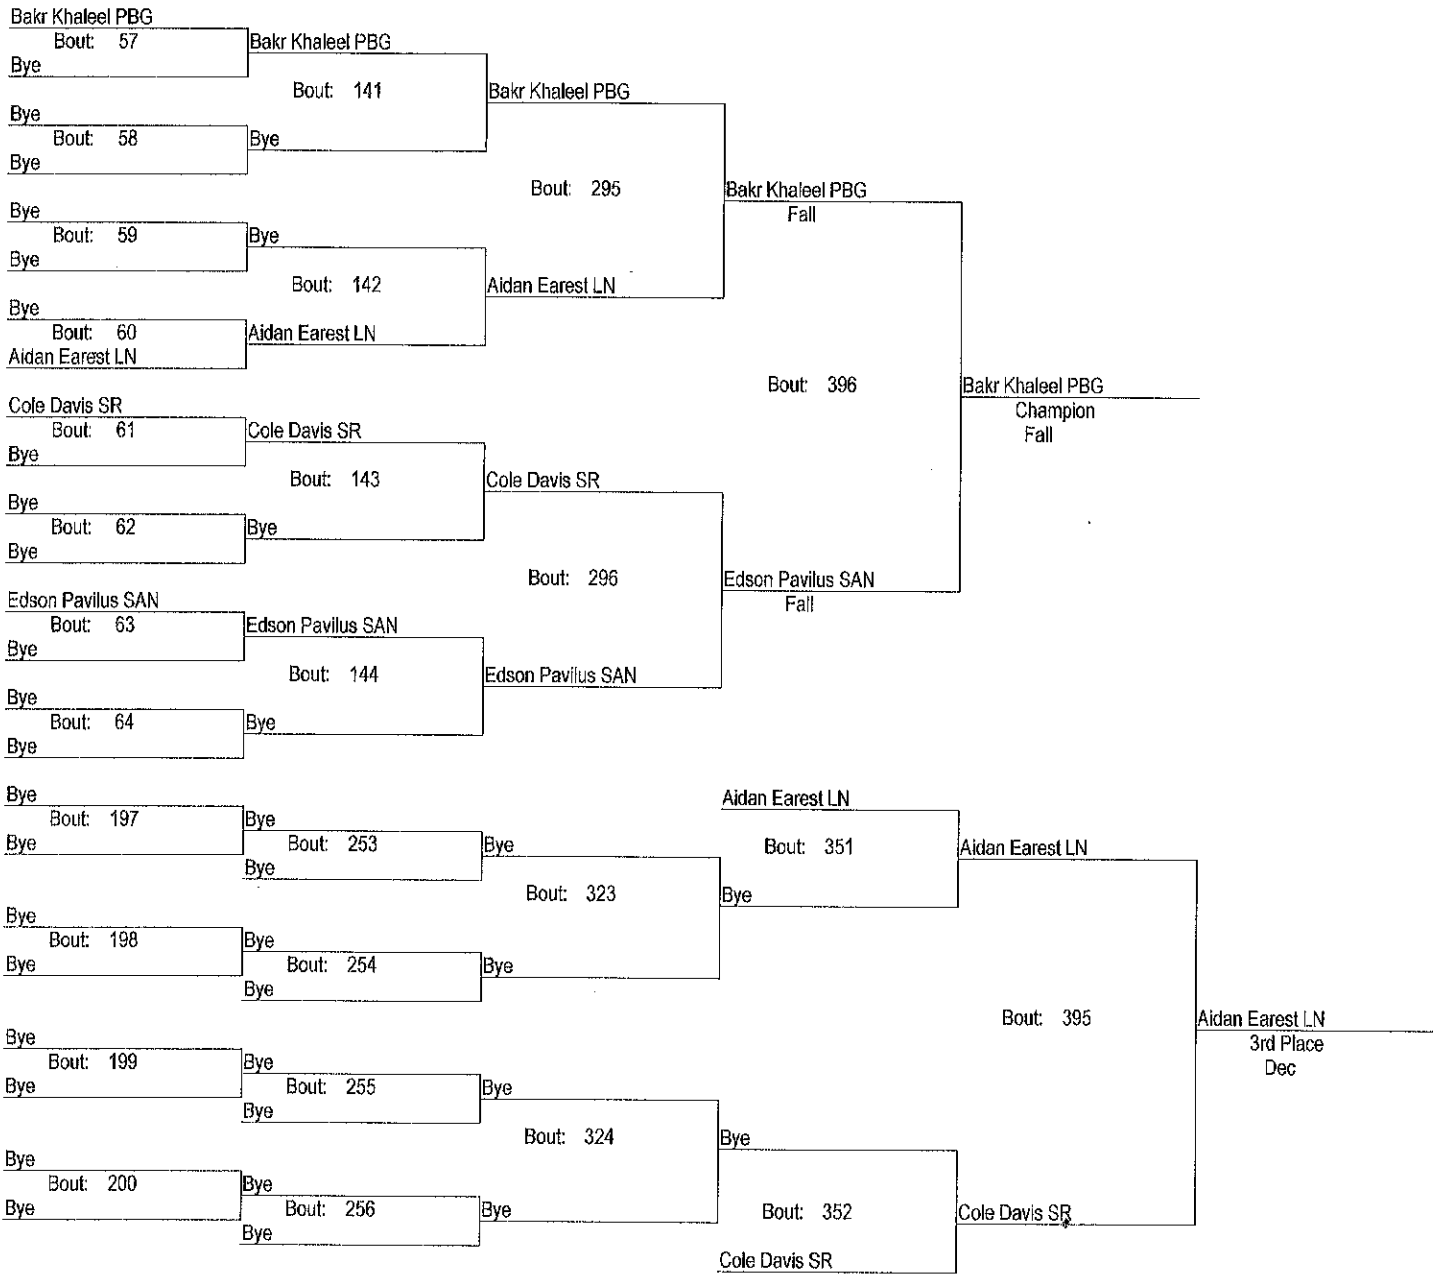 Bakr Khaleel PBG
Bout: 57
Bye
Bakr Khaleel PBG
Bout: 141
Bakr Khaleel PBG
Bye
Bout: 58
Bye
Bye
Bout: 295
Bakr Khaleel PBG
Fall
Bye
Bout: 59
Bye
Bye
Bout: 142
Aidan Earest LN
Bye
Bout: 60
Aidan Earest LN
Aidan Earest LN
Bout: 396
Bakr Khaleel PBG
Champion
Fall
Cole Davis SR
Bout: 61
Bye
Cole Davis SR
Bout: 143
Cole Davis SR
Bye
Bout: 62
Bye
Bye
Bout: 296
Edson Pavilus SAN
Fall
Edson Pavilus SAN
Bout: 63
Bye
Edson Pavilus SAN
Bout: 144
Edson Pavilus SAN
Bye
Bout: 64
Bye
Bye
Bye
Bout: 197
Bye
Bye
Bout: 253
Bye
Bye
Bout: 323
Aidan Earest LN
Bout: 351
Bye
Aidan Earest LN
Bye
Bout: 198
Bye
Bye
Bout: 254
Bye
Bye
Bout: 395
Aidan Earest LN
3rd Place
Dec
Bye
Bout: 199
Bye
Bye
Bout: 255
Bye
Bye
Bout: 324
Bye
Bye
Bout: 200
Bye
Bye
Bout: 256
Bye
Bye
Bout: 352
Cole Davis SR
Cole Davis SR